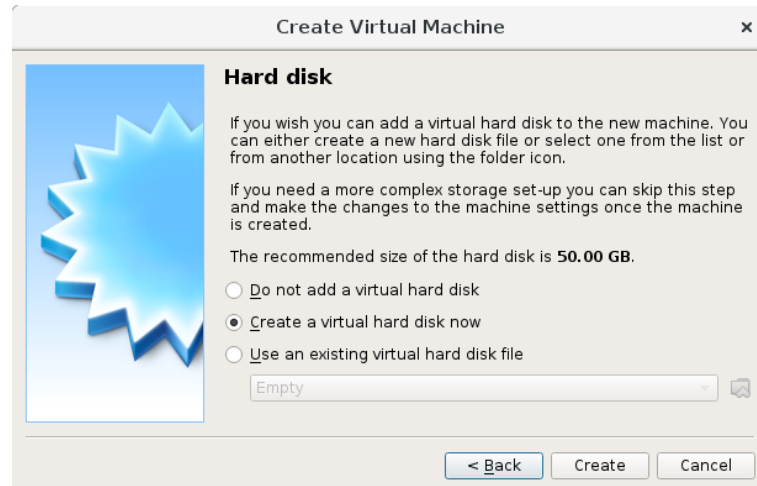 Create Virtual Machine
×
Hard disk
If you wish you can add a virtual hard disk to the new machine. You
can either create a new hard disk file or select one from the list or
from another location using the folder icon.
If you need a more complex storage set-up you can skip this step
and make the changes to the machine settings once the machine
is created.
The recommended size of the hard disk is 50.00 GB.
Do not add a virtual hard disk
Create a virtual hard disk now
Use an existing virtual hard disk file
Empty
< Back Create Cancel